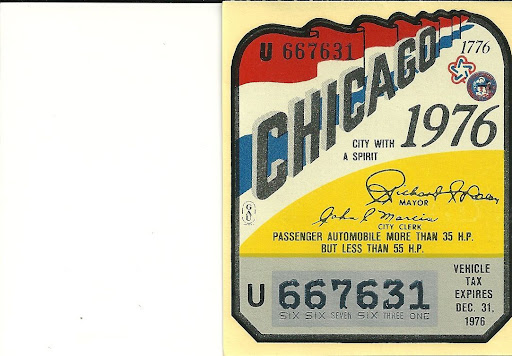 U 667631
1776
CHICAGO
1976
CITY WITH
A SPIRIT
Richard J. Daley
MAYOR
John C. Marcin
CITY CLERK
PASSENGER AUTOMOBILE MORE THAN 35 H.P.
BUT LESS THAN 55 H.P.
U 667631
SIX SIX SEVEN SIX THREE ONE
VEHICLE
TAX
EXPIRES
DEC. 31,
1976